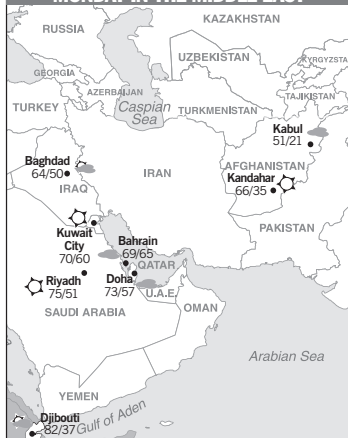 MONDAY IN THE MIDDLE EAST
KAZAKHSTAN
RUSSIA
UZBEKISTAN
GEORGIA
AZERBAIJAN
TAJIKISTAN
TURKEY
Caspian
Sea
TURKMENISTAN
Kabul
51/21
Baghdad
64/50
IRAQ
IRAN
AFGHANISTAN
Kandahar
66/35
Kuwait
City
70/60
PAKISTAN
Bahrain
69/65
QATAR
Riyadh
75/51
Doha
73/57
U.A.E.
SAUDI ARABIA
OMAN
Arabian Sea
YEMEN
Djibouti
82/37
Gulf of Aden